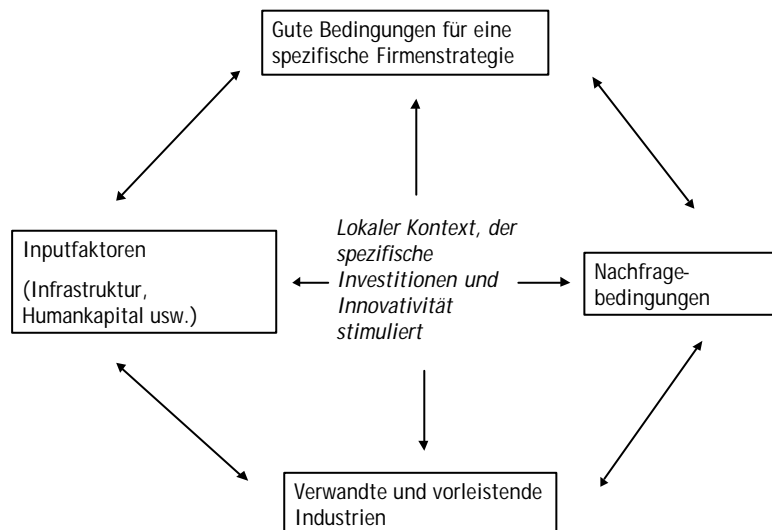 Gute Bedingungen für eine
spezifische Firmenstrategie
Inputfaktoren
(Infrastruktur,
Humankapital usw.)
Lokaler Kontext, der
spezifische
Investitionen und
Innovativität
stimuliert
Nachfrage-
bedingungen
Verwandte und vorleistende
Industrien